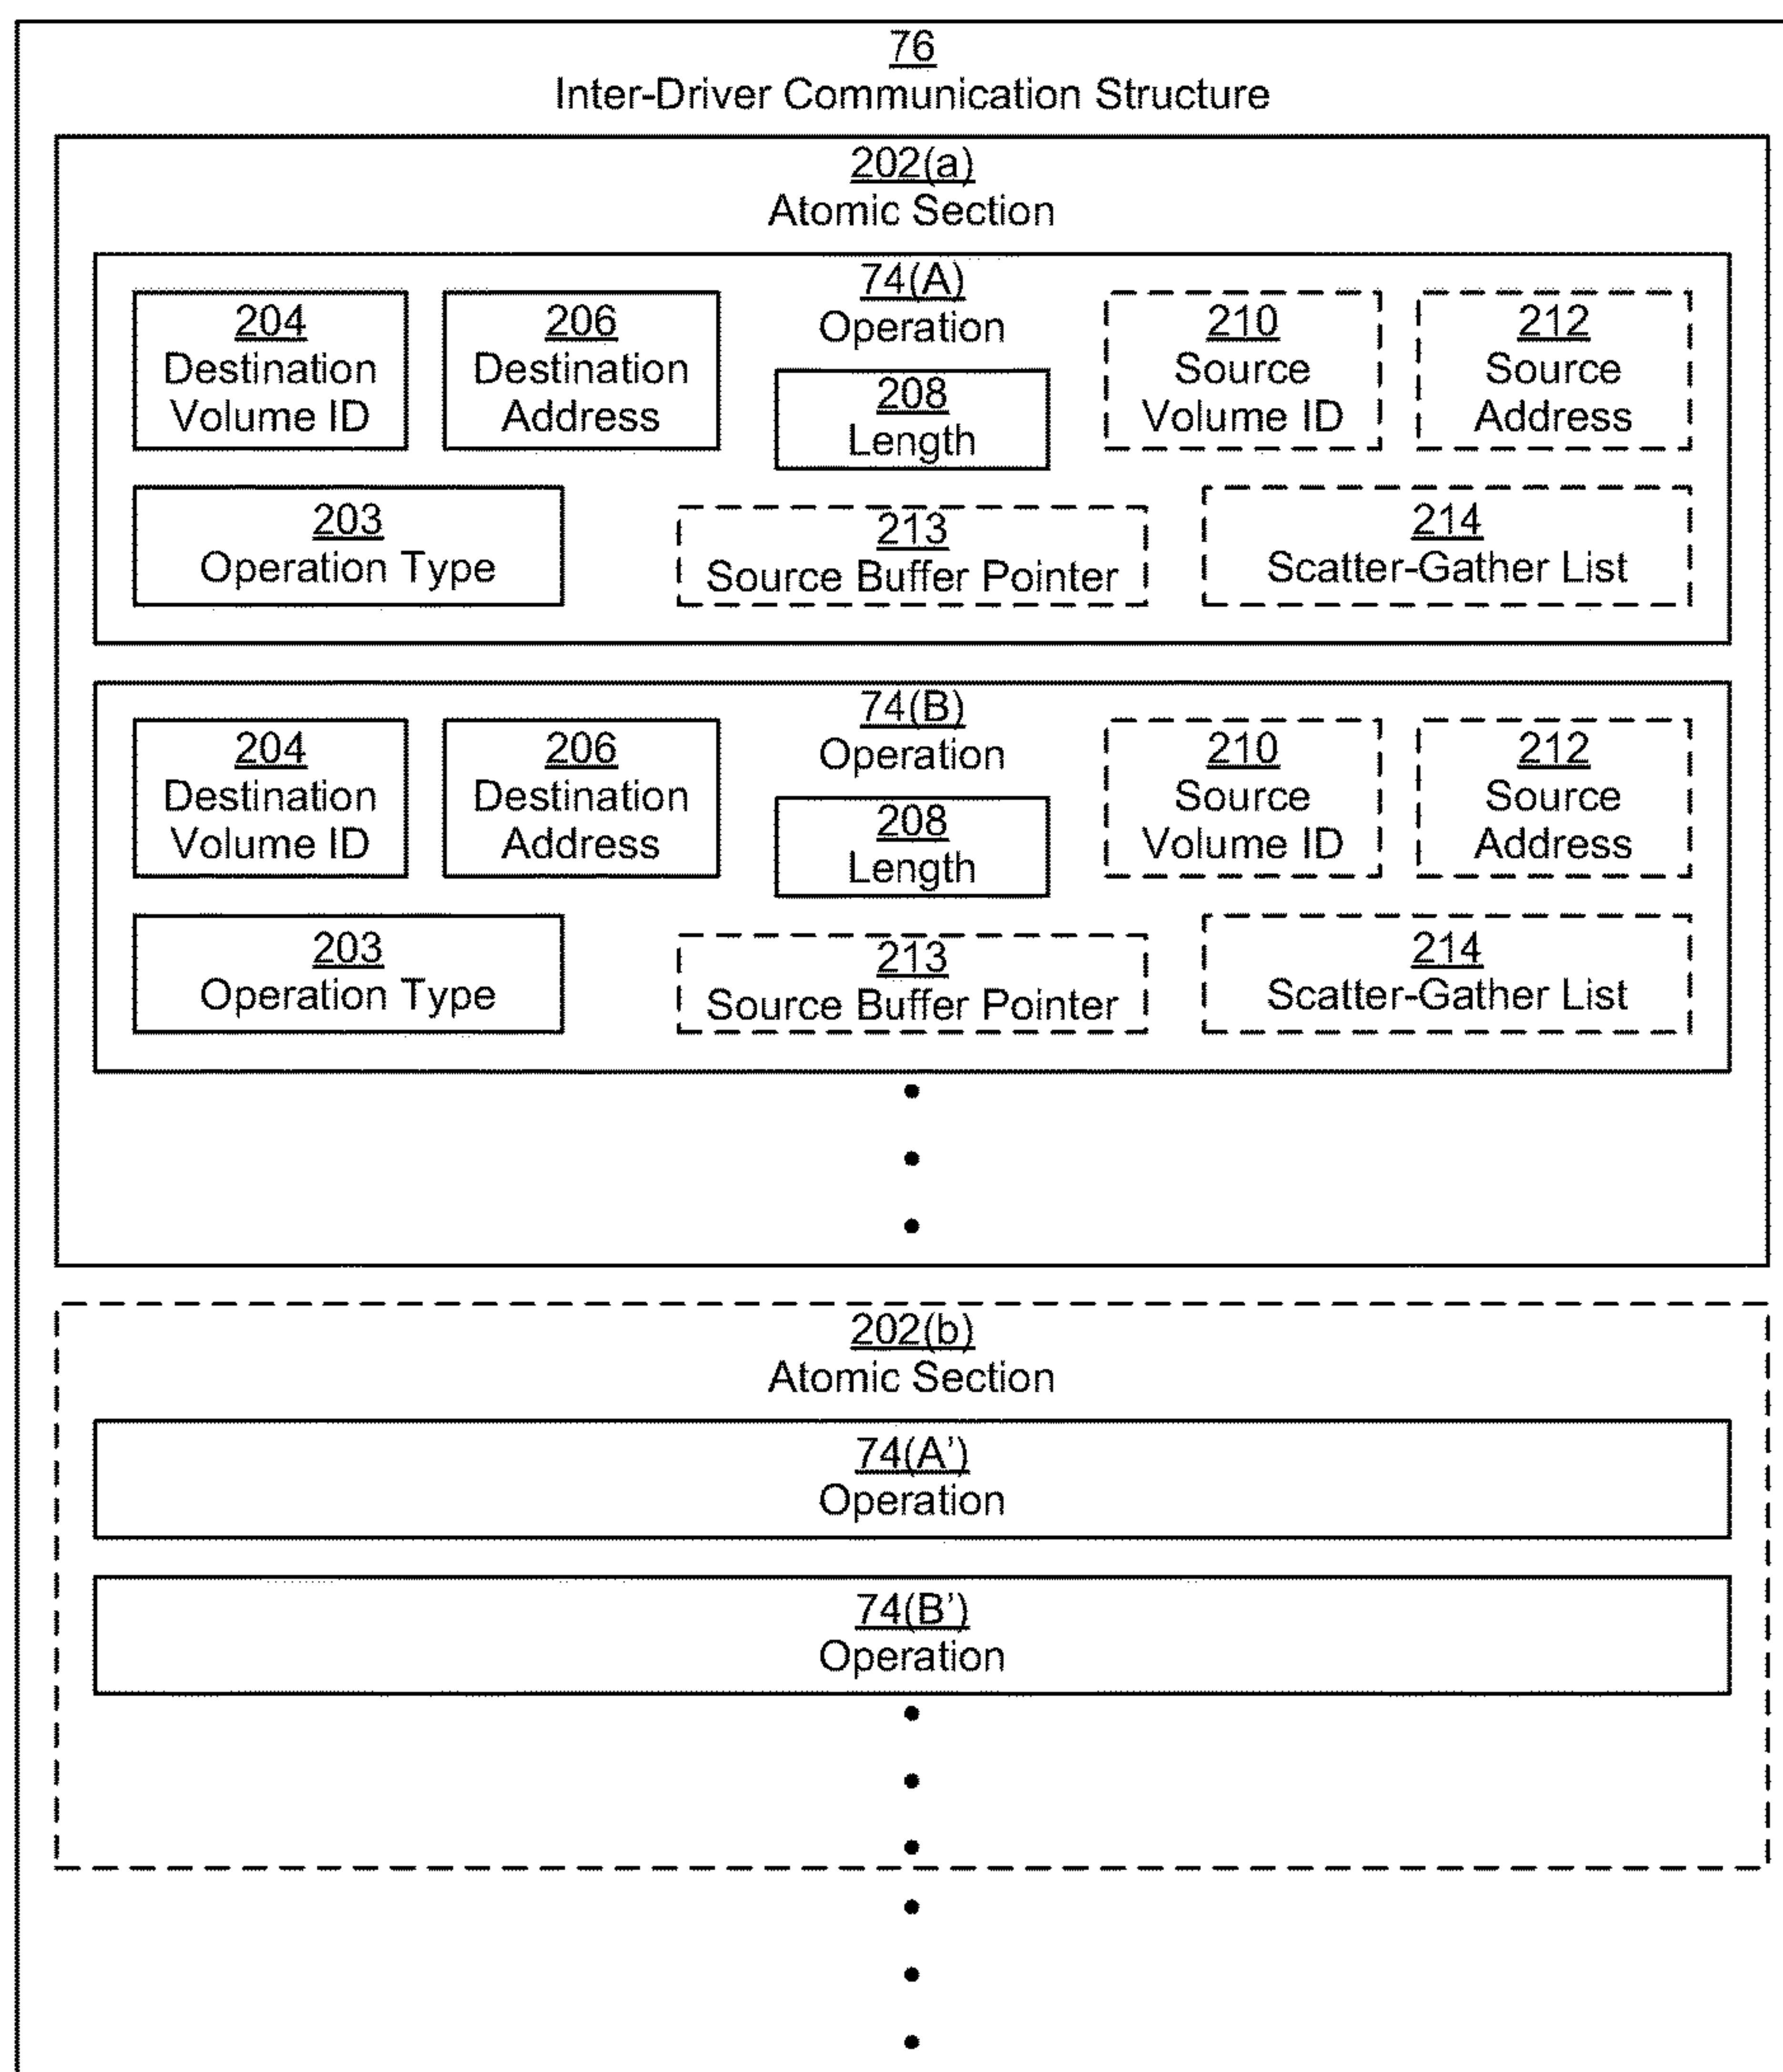 76
Inter-Driver Communication Structure
202(a)
Atomic Section
74(A)
Operation
204
Destination
Volume ID
206
Destination
Address
208
Length
210
Source
Volume ID
212
Source
Address
203
Operation Type
213
Source Buffer Pointer
214
Scatter-Gather List
74(B)
Operation
204
Destination
Volume ID
206
Destination
Address
208
Length
210
Source
Volume ID
212
Source
Address
203
Operation Type
213
Source Buffer Pointer
214
Scatter-Gather List
202(b)
Atomic Section
74(A’)
Operation
74(B’)
Operation